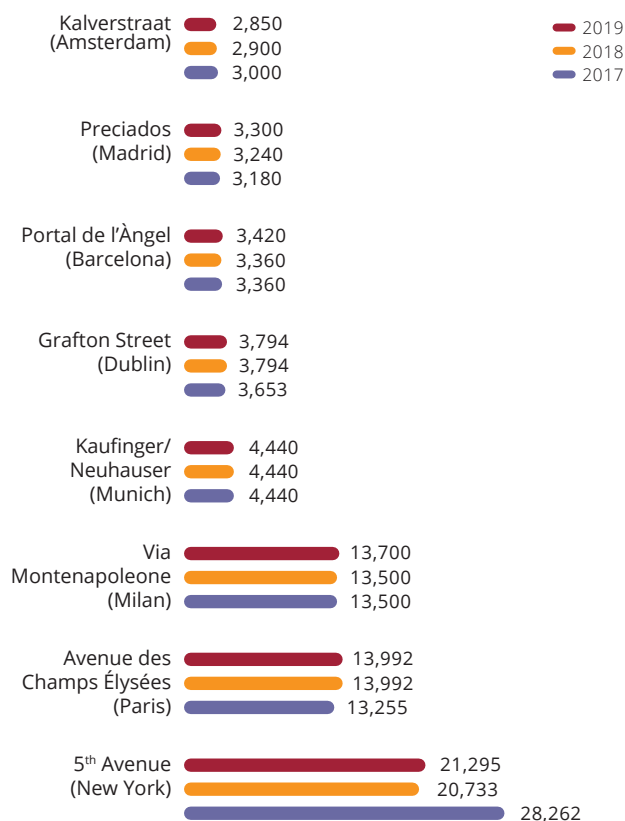 Kalverstraat
(Amsterdam)
2,850
2,900
3,000
2019
2018
2017
Preciados
(Madrid)
3,300
3,240
3,180
Portal de l’Àngel
(Barcelona)
3,420
3,360
3,360
Grafton Street
(Dublin)
3,794
3,794
3,653
Kaufinger/
Neuhauser
(Munich)
4,440
4,440
4,440
Via
Montenapoleone
(Milan)
13,700
13,500
13,500
Avenue des
Champs Élysées
(Paris)
13,992
13,992
13,255
5th Avenue
(New York)
21,295
20,733
28,262